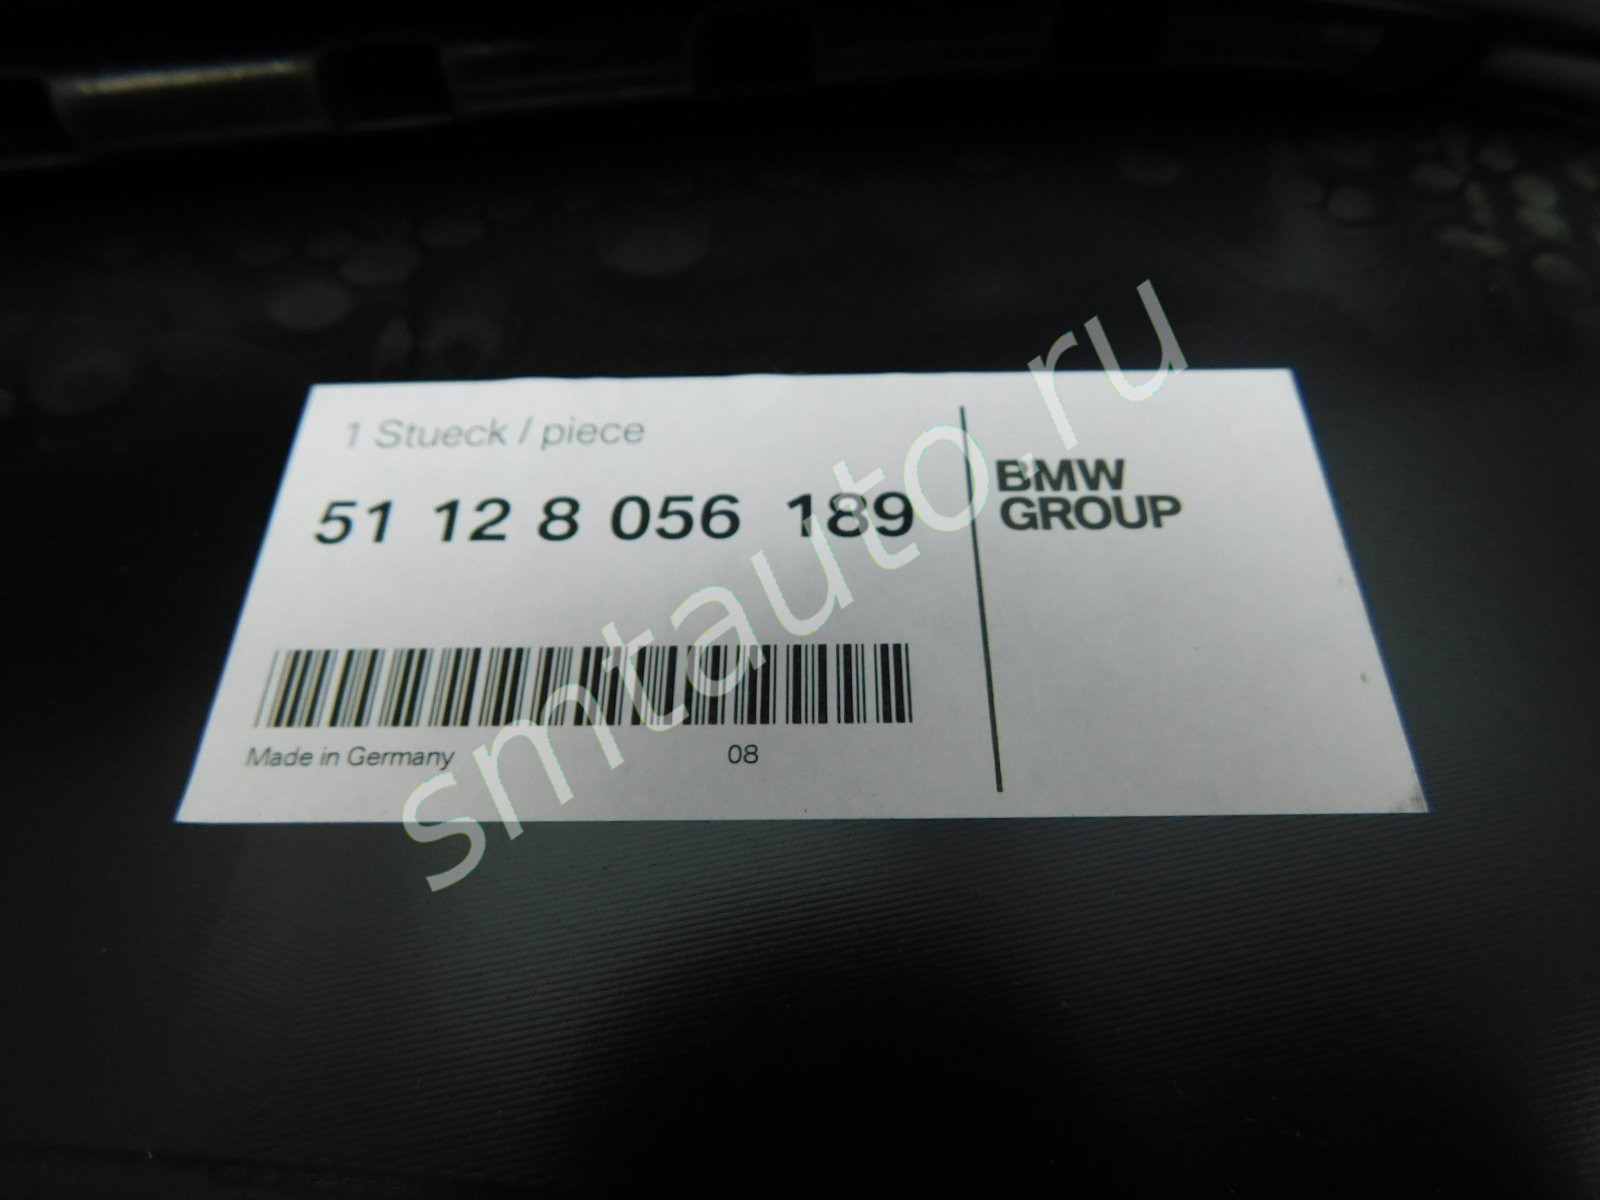 1 Stueck / piece
51 12 8 056 189
BMW
GROUP
Made in Germany 08
smtauto.ru